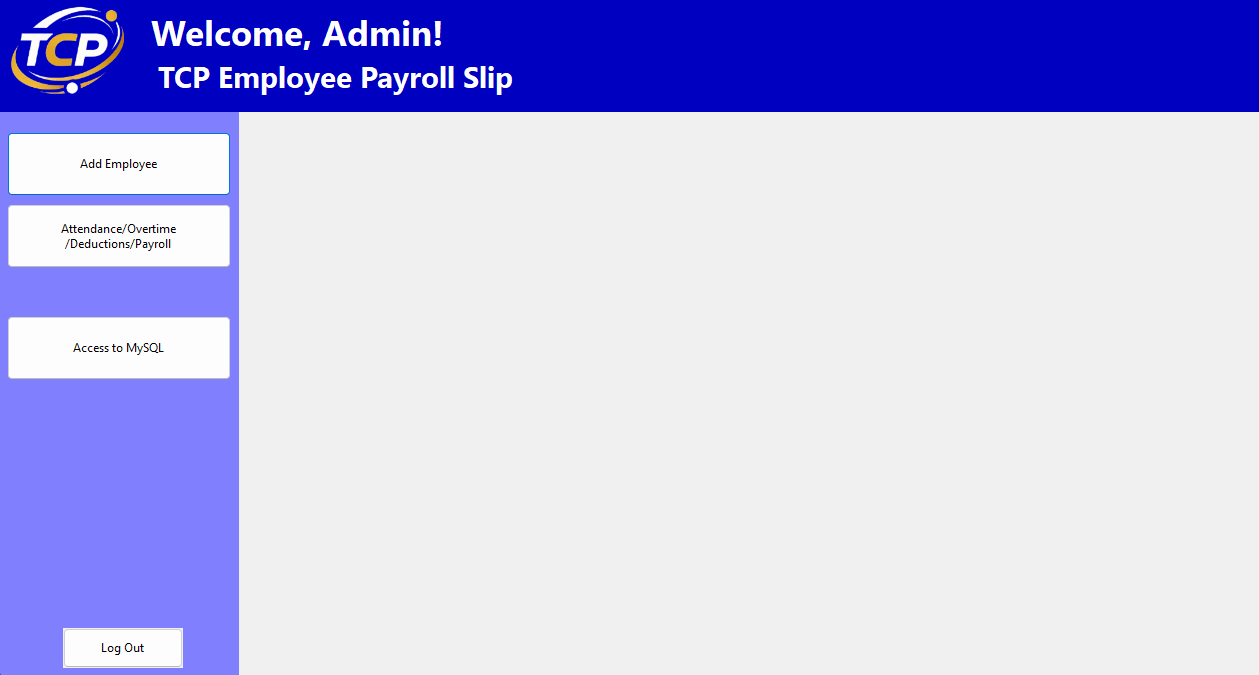 TCP
Welcome, Admin!
TCP Employee Payroll Slip
Add Employee
Attendance/Overtime
/Deductions/Payroll
Access to MySQL
Log Out